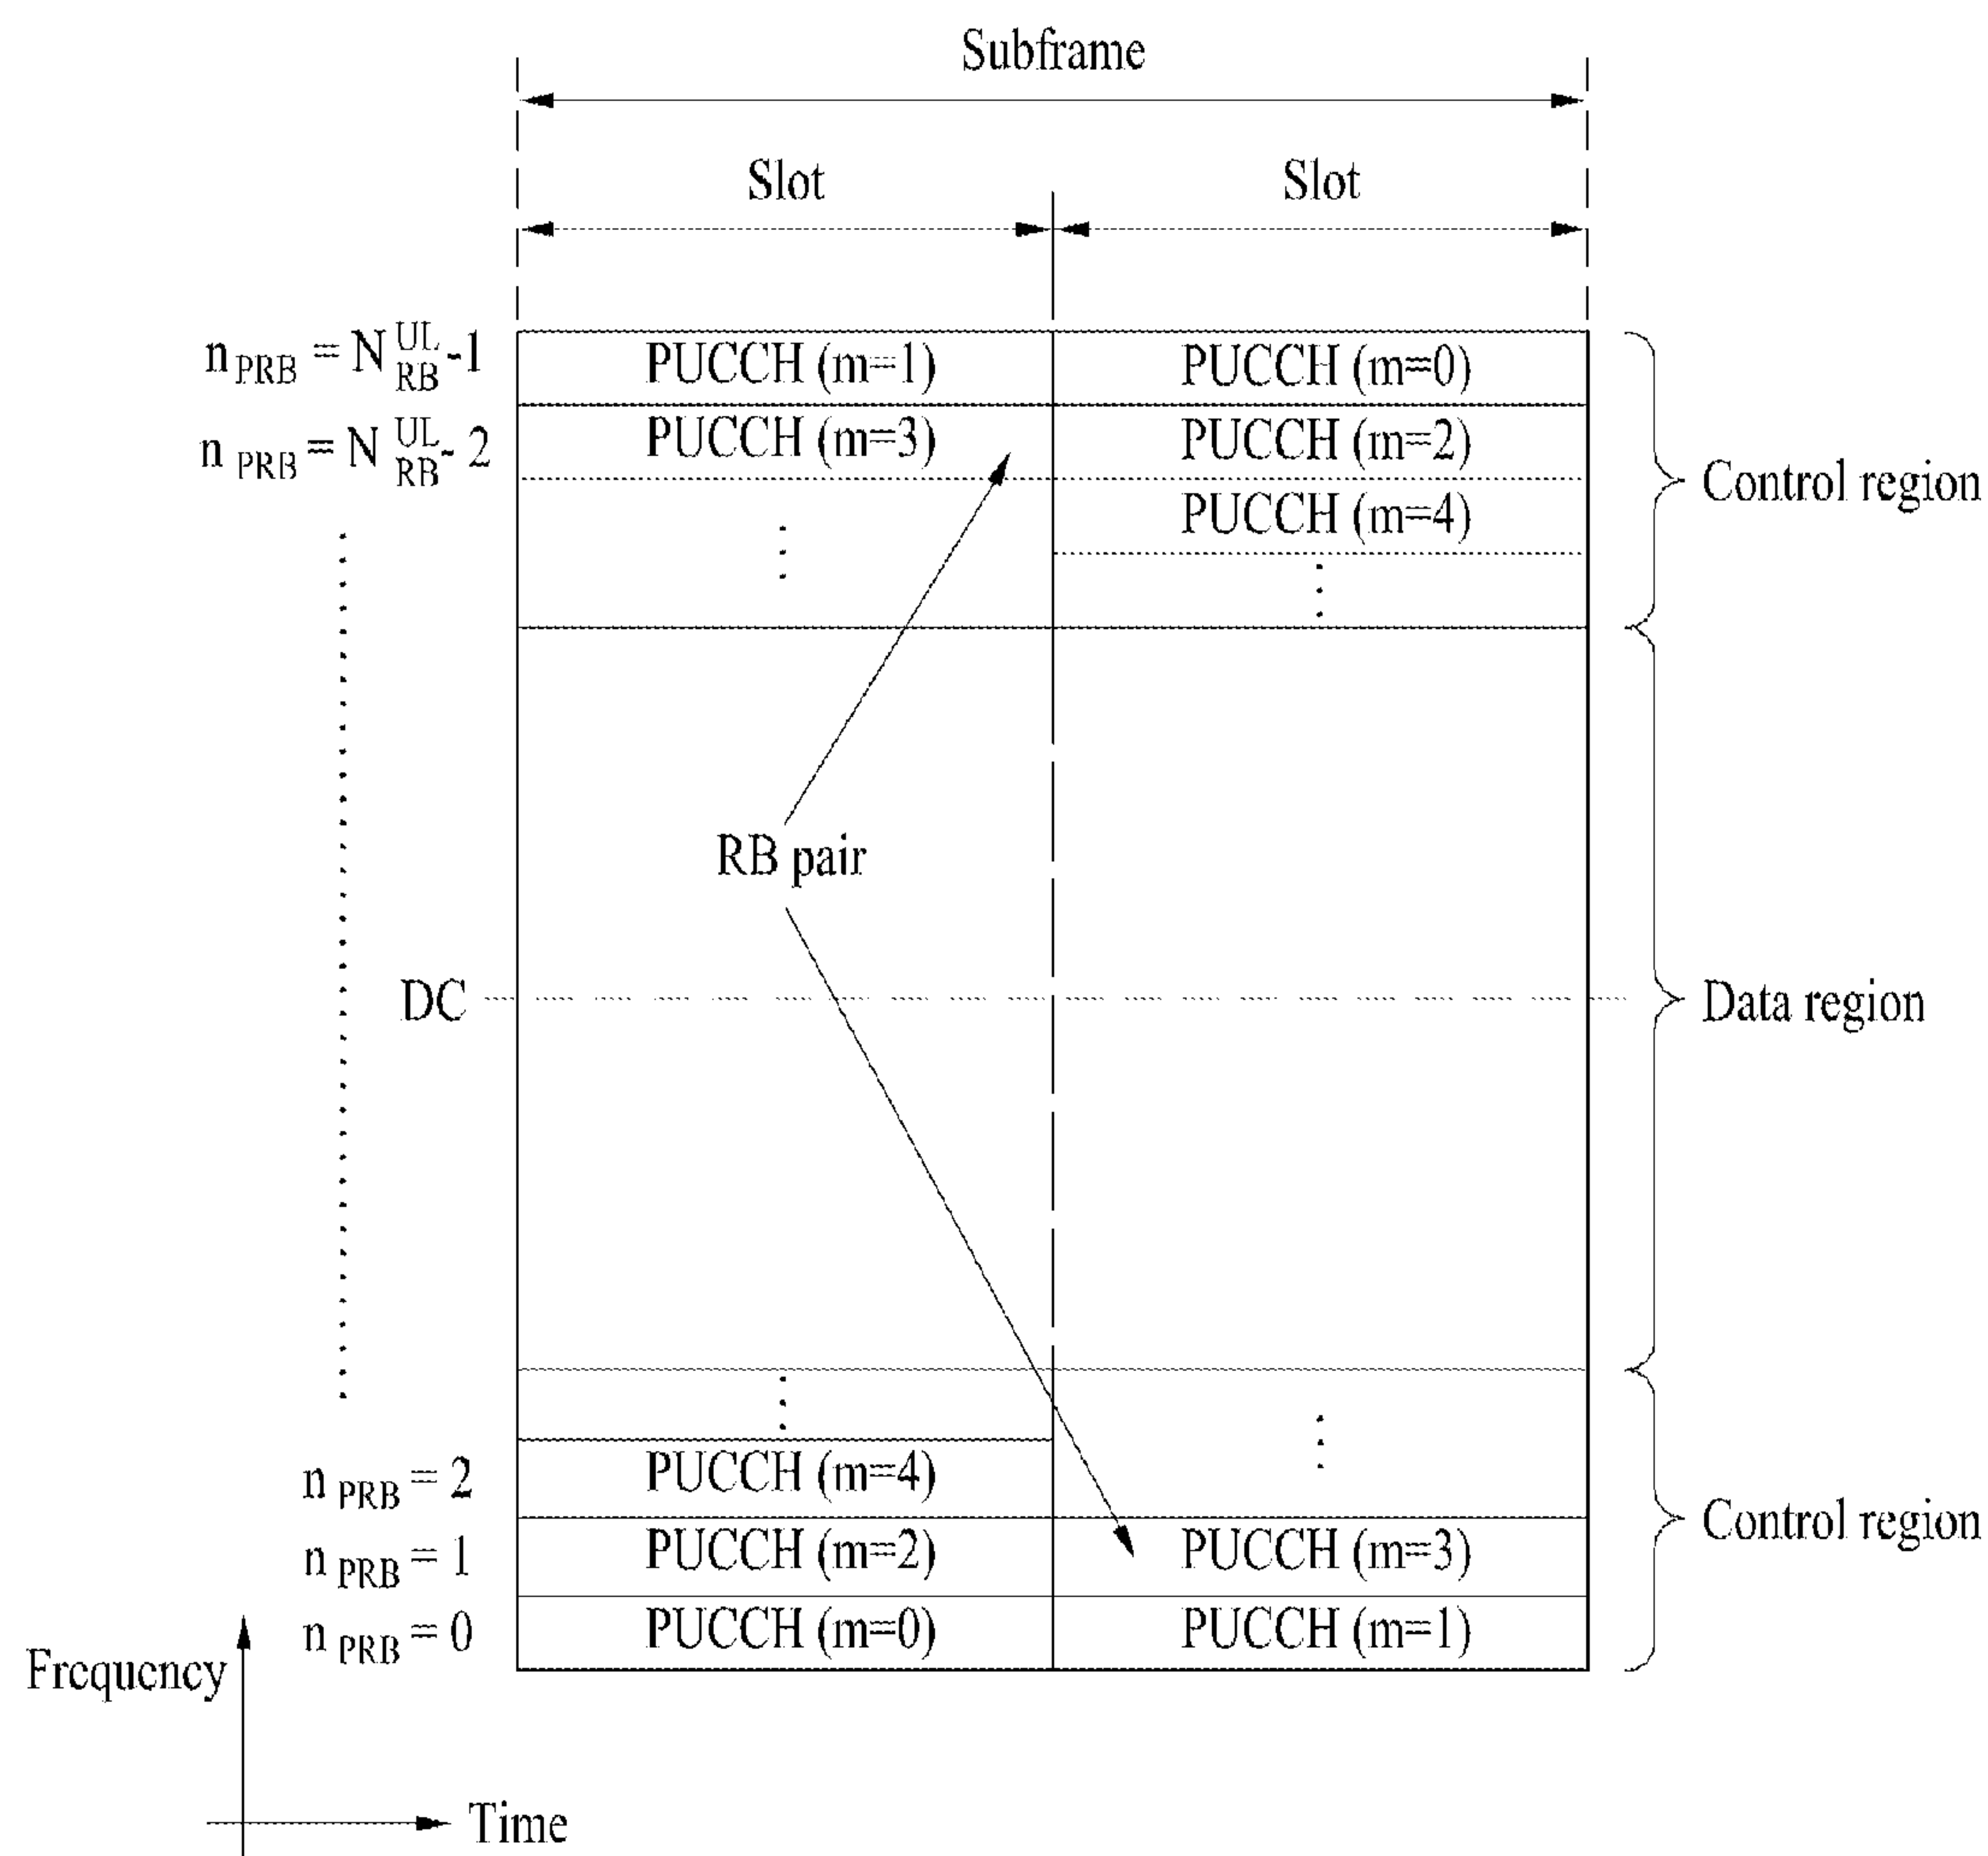 Subframe
Slot Slot
n PRB = N UL RB -1 PUCCH (m=1) PUCCH (m=0)
n PRB = N UL RB - 2 PUCCH (m=3) PUCCH (m=2)
PUCCH (m=4)
Control region
RB pair
DC
Data region
n PRB = 2 PUCCH (m=4)
Control region
n PRB = 1 PUCCH (m=2) PUCCH (m=3)
n PRB = 0 PUCCH (m=0) PUCCH (m=1)
Frequency
Time